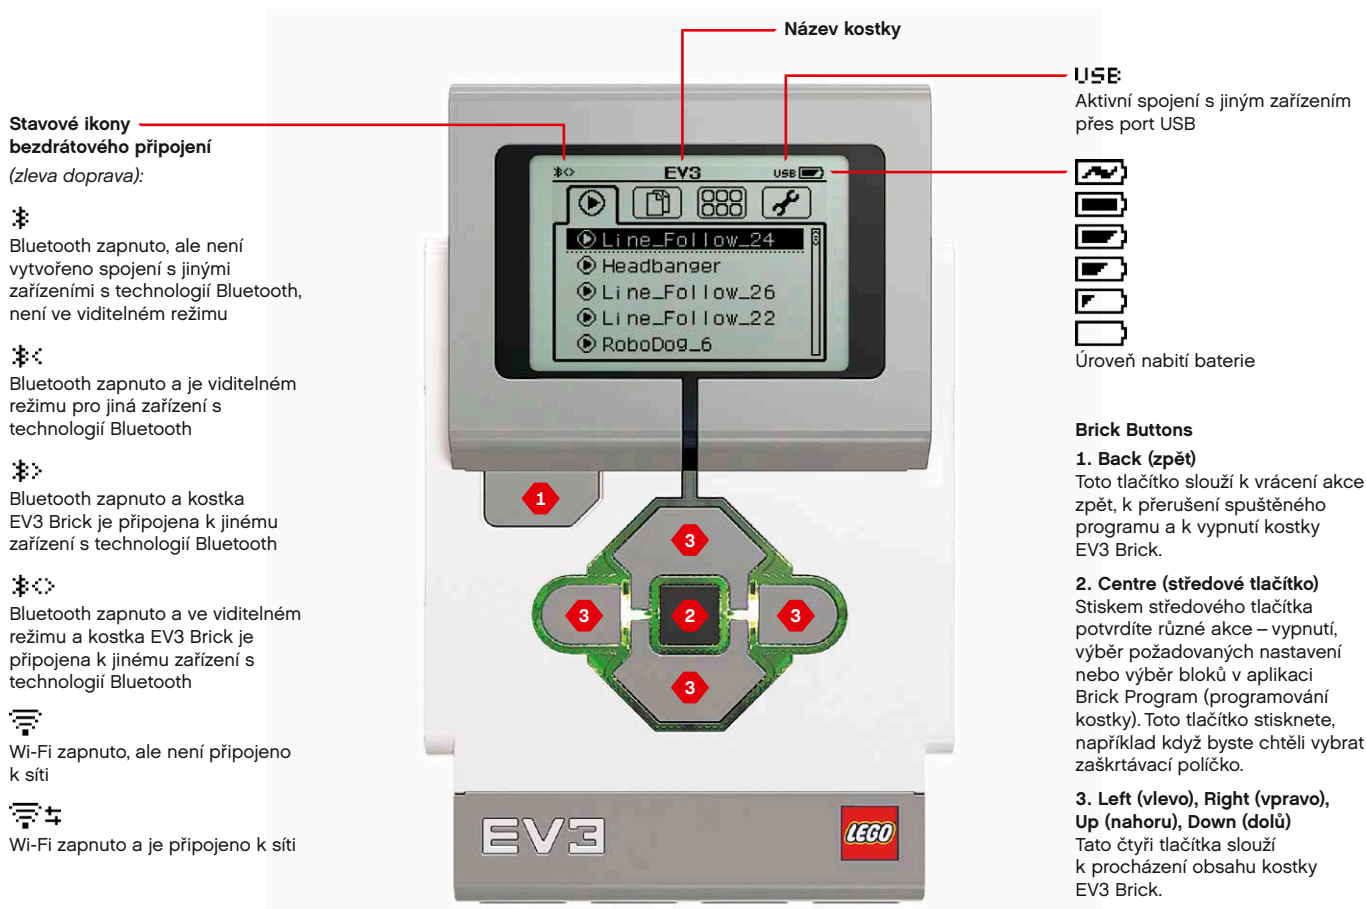 Název kostky
Stavové ikony
bezdrátového připojení
(zleva doprava):
Bluetooth zapnuto, ale není
vytvořeno spojení s jinými
zařízeními s technologií Bluetooth,
není ve viditelném režimu
Bluetooth zapnuto a je viditelném
režimu pro jiná zařízení s
technologií Bluetooth
Bluetooth zapnuto a kostka
EV3 Brick je připojena k jinému
zařízení s technologií Bluetooth
Bluetooth zapnuto a ve viditelném
režimu a kostka EV3 Brick je
připojena k jinému zařízení s
technologií Bluetooth
Wi-Fi zapnuto, ale není připojeno
k síti
Wi-Fi zapnuto a je připojeno k síti
EV3
USB
Line_Follow_24
Headbanger
Line_Follow_26
Line_Follow_22
RoboDog_6
1
3
3
2
3
3
EV3
LEGO
USB
Aktivní spojení s jiným zařízením
přes port USB
Úroveň nabití baterie
Brick Buttons
1. Back (zpět)
Toto tlačítko slouží k vrácení akce
zpět, k přerušení spuštěného
programu a k vypnutí kostky
EV3 Brick.
2. Centre (středové tlačítko)
Stiskem středového tlačítka
potvrdíte různé akce – vypnutí,
výběr požadovaných nastavení
nebo výběr bloků v aplikaci
Brick Program (programování
kostky). Toto tlačítko stisknete,
například když byste chtěli vybrat
zaškrtávací políčko.
3. Left (vlevo), Right (vpravo),
Up (nahoru), Down (dolů)
Tato čtyři tlačítka slouží
k procházení obsahu kostky
EV3 Brick.